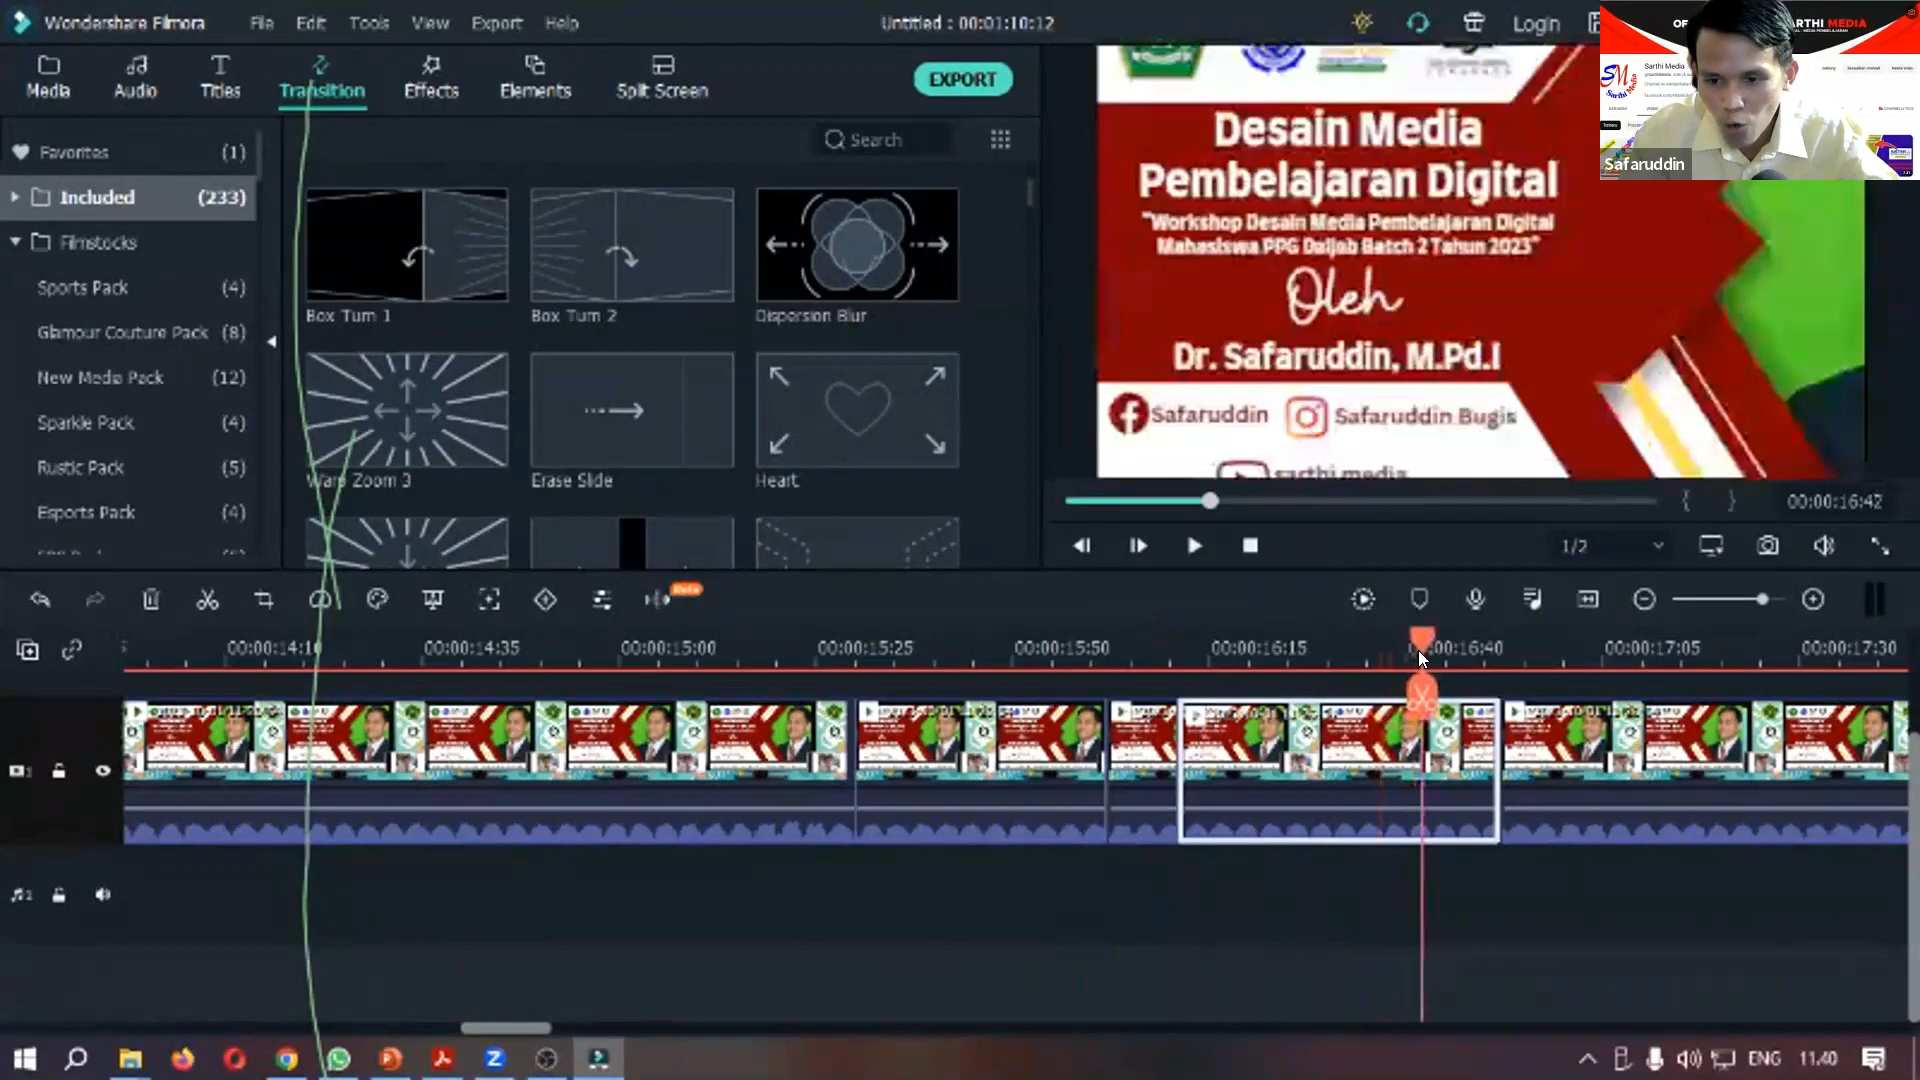 Wondershare Filmora
File Edit Tools View Export Help
Untitled : 00:01:10:12
Login
Media Audio Titles Transition Effects Elements Split Screen
EXPORT
Favorites (1)
Included (233)
Filmstocks
Sports Pack (4)
Glamour Couture Pack (8)
New Media Pack (12)
Sparkle Pack (4)
Rustic Pack (5)
Esports Pack (4)
Search
Box Turn 1
Box Turn 2
Dispersion Blur
Warp Zoom 3
Erase Slide
Heart
Desain Media
Pembelajaran Digital
"Workshop Desain Media Pembelajaran Digital
Mahasiswa PPG Daljab Batch 2 Tahun 2023"
Oleh
Dr. Safaruddin, M.Pd.I
Safaruddin
Safaruddin Bugis
sarthi media
SARTHI MEDIA
Sarthi Media
SM
Safaruddin
00:00:16:42
1/2
Beta
00:00:14:10 00:00:14:35 00:00:15:00 00:00:15:25 00:00:15:50 00:00:16:15 00:00:16:40 00:00:17:05 00:00:17:30
1
1
ENG 11.40